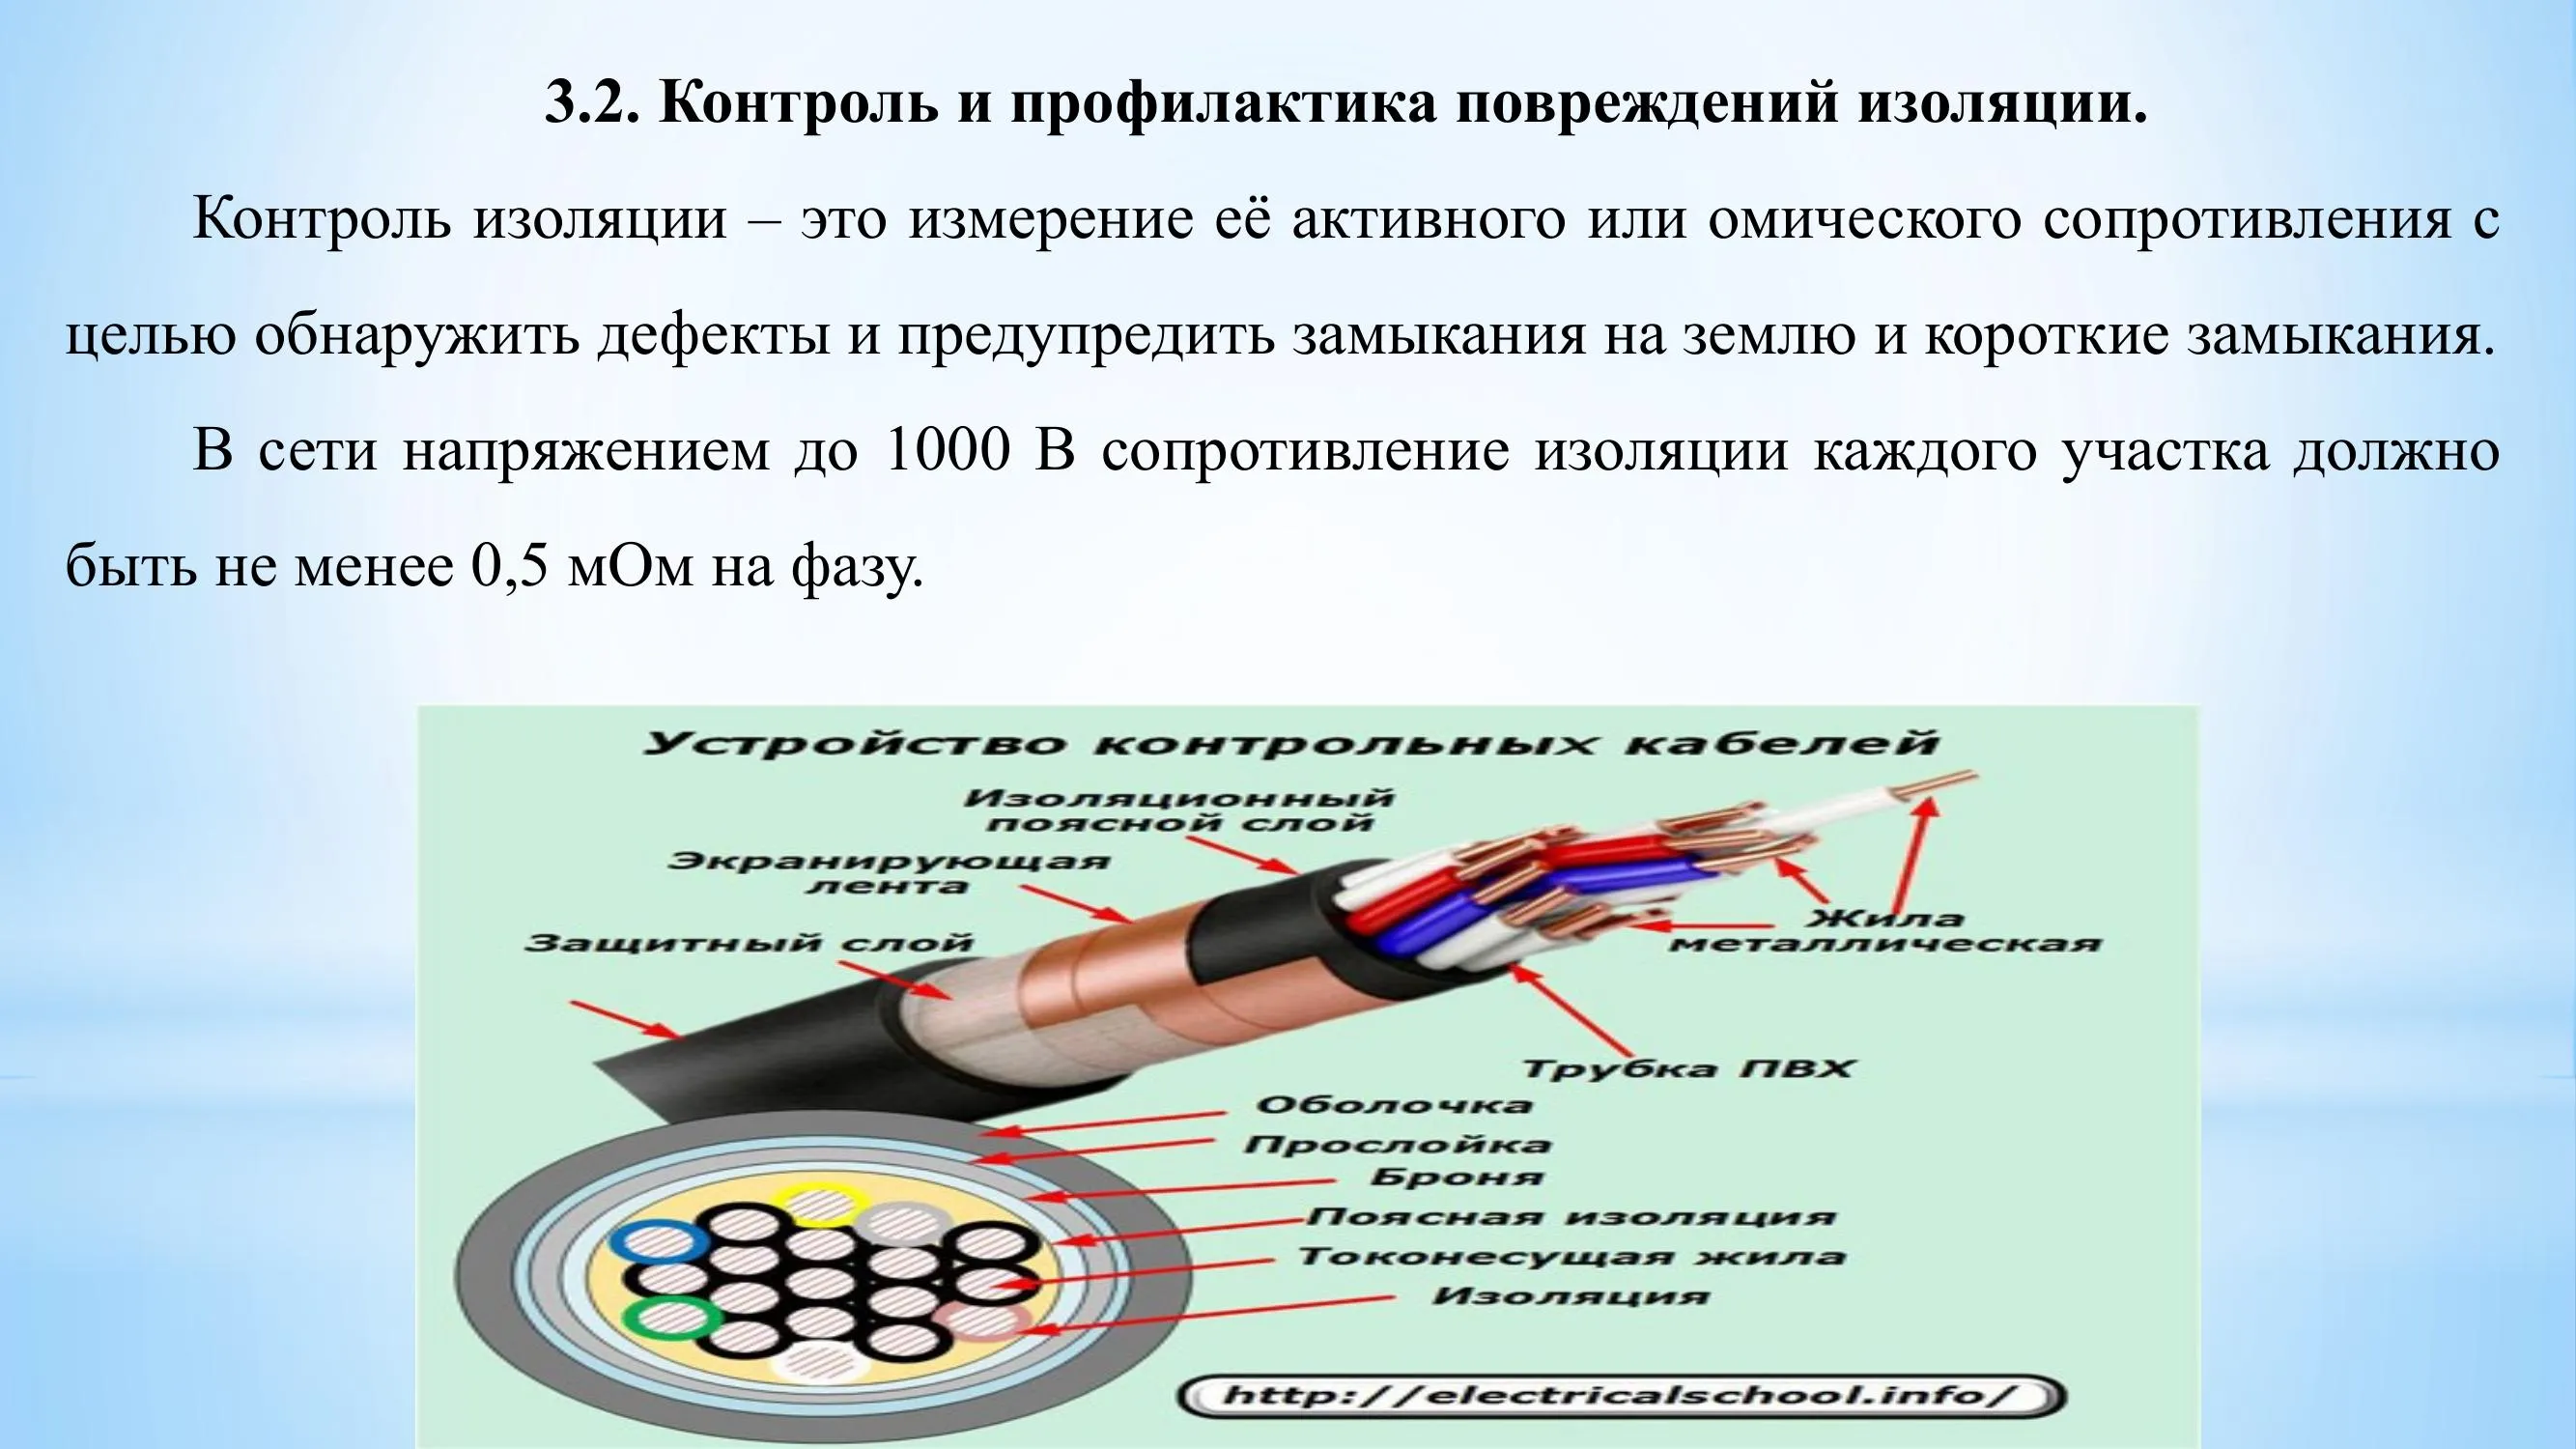 3.2. Контроль и профилактика повреждений изоляции.
Контроль изоляции – это измерение её активного или омического сопротивления с
целью обнаружить дефекты и предупредить замыкания на землю и короткие замыкания.
В сети напряжением до 1000 В сопротивление изоляции каждого участка должно
быть не менее 0,5 мОм на фазу.
Устройство контрольных кабелей
Изоляционный
поясной слой
Экранирующая
лента
Защитный слой
Жила
металлическая
Трубка ПВХ
Оболочка
Прослойка
Броня
Поясная изоляция
Токонесущая жила
Изоляция
http://electricalschool.info/